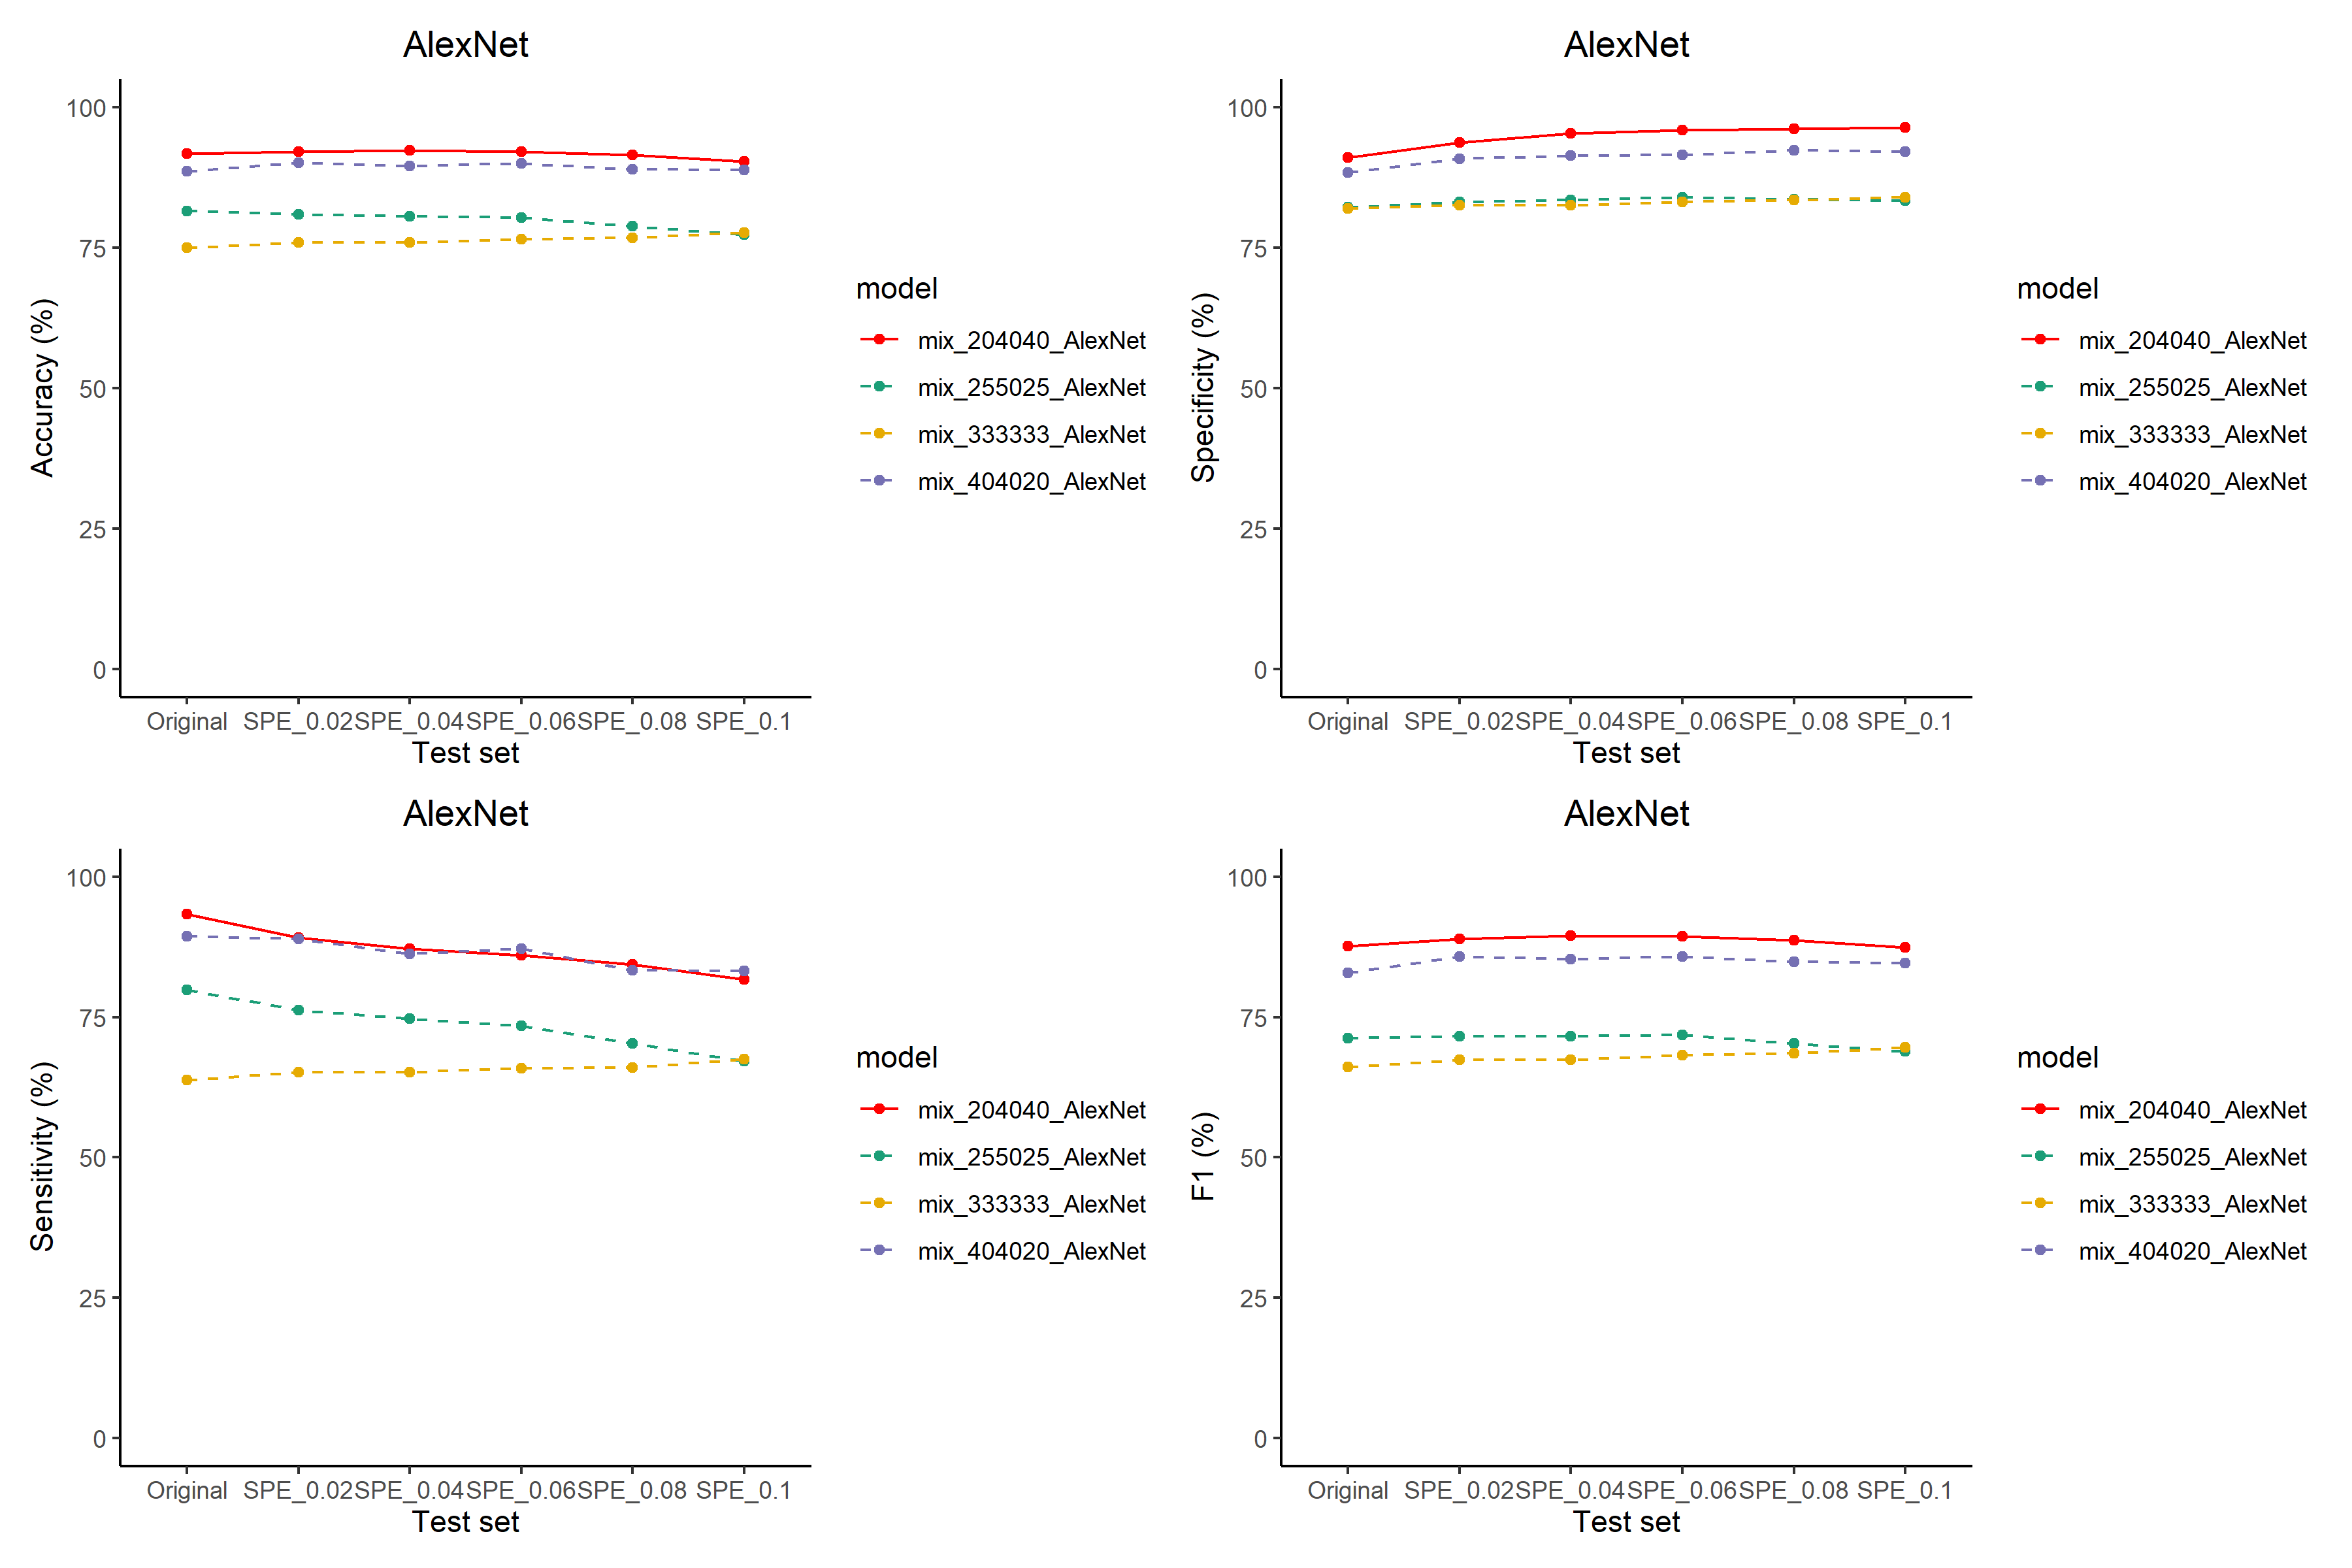 AlexNet
100
75
50
25
0
Accuracy (%)
Original SPE_0.02 SPE_0.04 SPE_0.06 SPE_0.08 SPE_0.1
Test set
model
mix_204040_AlexNet
mix_255025_AlexNet
mix_333333_AlexNet
mix_404020_AlexNet
AlexNet
100
75
50
25
0
Specificity (%)
Original SPE_0.02 SPE_0.04 SPE_0.06 SPE_0.08 SPE_0.1
Test set
model
mix_204040_AlexNet
mix_255025_AlexNet
mix_333333_AlexNet
mix_404020_AlexNet
AlexNet
100
75
50
25
0
Sensitivity (%)
Original SPE_0.02 SPE_0.04 SPE_0.06 SPE_0.08 SPE_0.1
Test set
model
mix_204040_AlexNet
mix_255025_AlexNet
mix_333333_AlexNet
mix_404020_AlexNet
AlexNet
100
75
50
25
0
F1 (%)
Original SPE_0.02 SPE_0.04 SPE_0.06 SPE_0.08 SPE_0.1
Test set
model
mix_204040_AlexNet
mix_255025_AlexNet
mix_333333_AlexNet
mix_404020_AlexNet